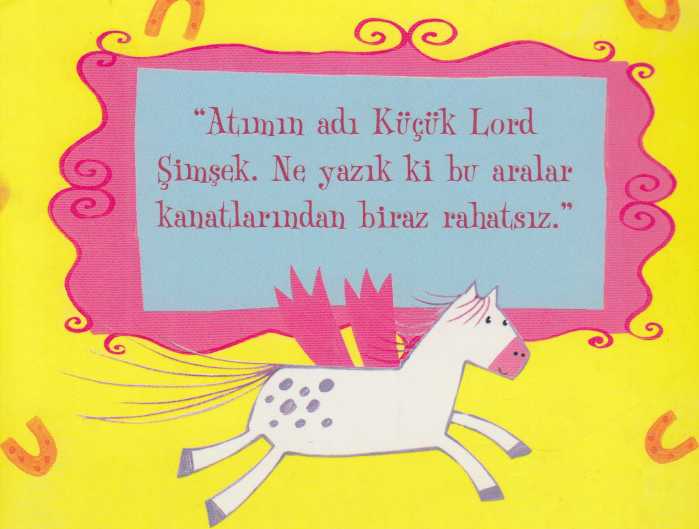 “Atımın adı Küçük Lord
Şimşek. Ne yazık ki bu aralar
kanatlarından biraz rahatsız.”